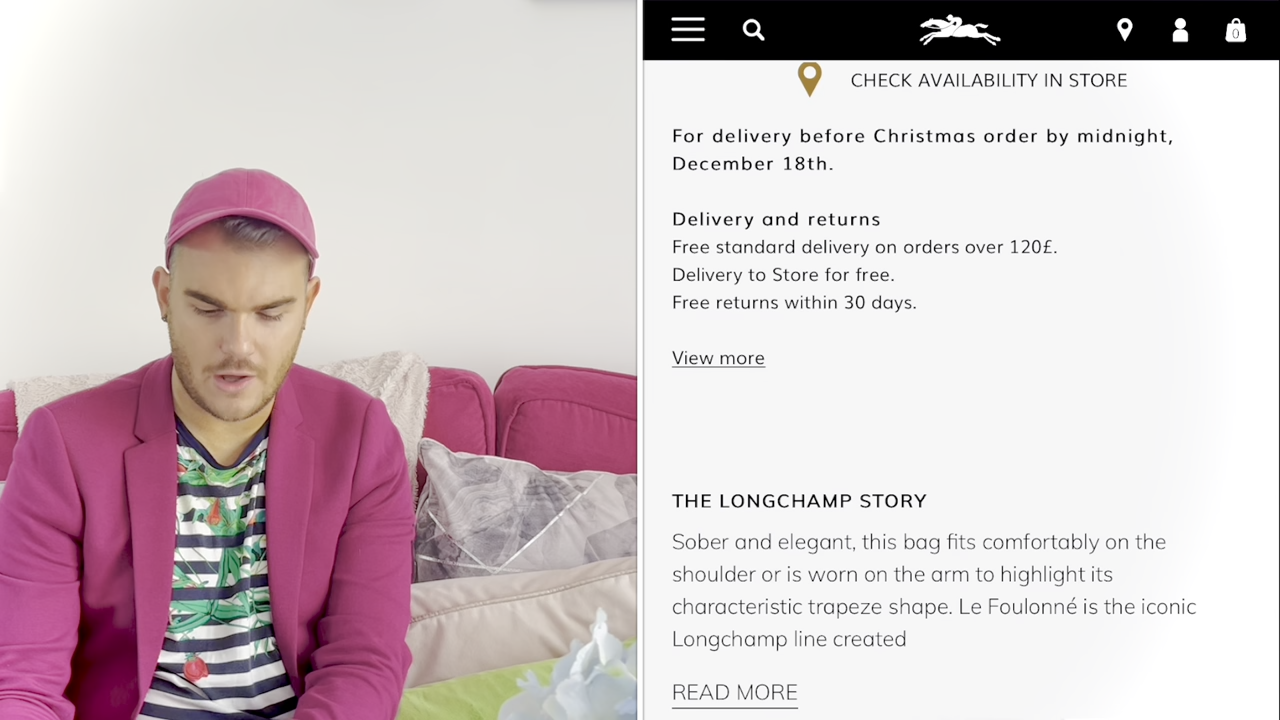 0
CHECK AVAILABILITY IN STORE
For delivery before Christmas order by midnight,
December 18th.
Delivery and returns
Free standard delivery on orders over 120£.
Delivery to Store for free.
Free returns within 30 days.
View more
THE LONGCHAMP STORY
Sober and elegant, this bag fits comfortably on the
shoulder or is worn on the arm to highlight its
characteristic trapeze shape. Le Foulonné is the iconic
Longchamp line created
READ MORE